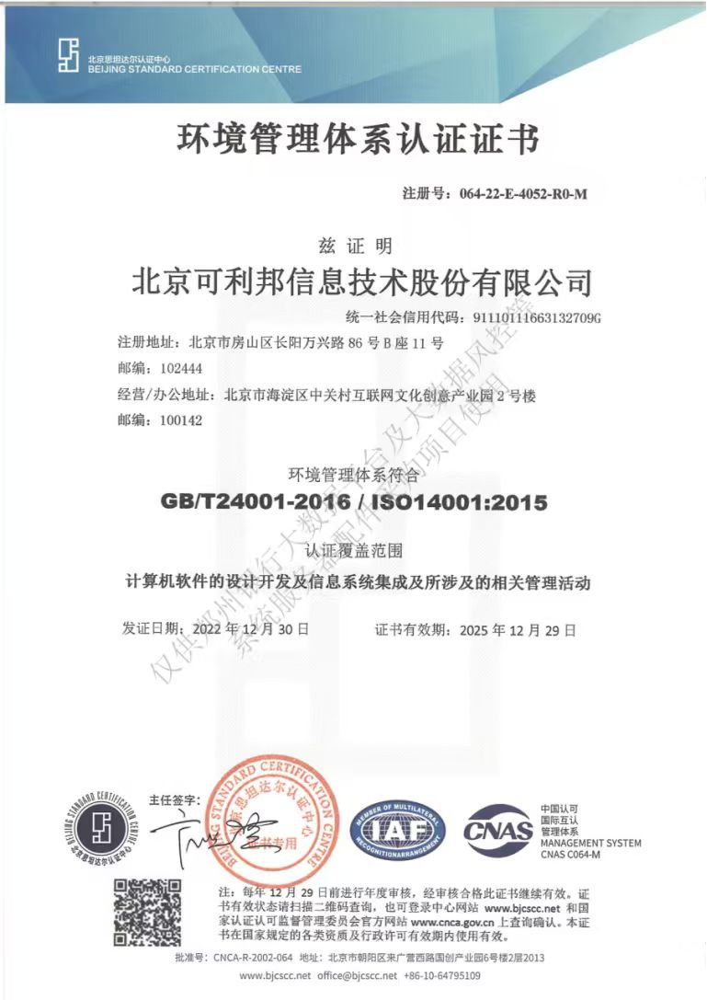 北京思坦达尔认证中心
BEIJING STANDARD CERTIFICATION CENTRE
环境管理体系认证证书
注册号：064-22-E-4052-R0-M
兹证明
北京可利邦信息技术股份有限公司
统一社会信用代码：91110111663132709G
注册地址：北京市房山区长阳万兴路 86 号 B 座 11 号
邮编：102444
经营/办公地址：北京市海淀区中关村互联网文化创意产业园 2 号楼
邮编：100142
环境管理体系符合
GB/T24001-2016 / ISO14001:2015
认证覆盖范围
计算机软件的设计开发及信息系统集成及所涉及的相关管理活动
发证日期：2022 年 12 月 30 日
证书有效期：2025 年 12 月 29 日
仅供郑州银行大数据平台及大数据风控等
系统服务器配件采购项目使用
BEIJING STANDARD CERTIFICATION CENTRE
北京思坦达尔认证中心
主任签字：
BEIJING STANDARD CERTIFICATION CENTRE
北京思坦达尔认证中心
证书专用
MEMBER OF MULTILATERAL
IAF
RECOGNITION ARRANGEMENT
CNAS
中国认可
国际互认
管理体系
MANAGEMENT SYSTEM
CNAS C064-M
注：每年 12 月 29 日前进行年度审核，经审核合格此证书继续有效。证
书有效状态请扫描二维码查询，也可登录中心网站 www.bjcscc.net 和国
家认证认可监督管理委员会官方网站 www.cnca.gov.cn 上查询确认。本证
书在国家规定的各类资质及行政许可有效期内使用有效。
批准号：CNCA-R-2002-064 地址：北京市朝阳区来广营西路国创产业园6号楼2层2013
www.bjcscc.net office@bjcscc.net +86-10-64795109